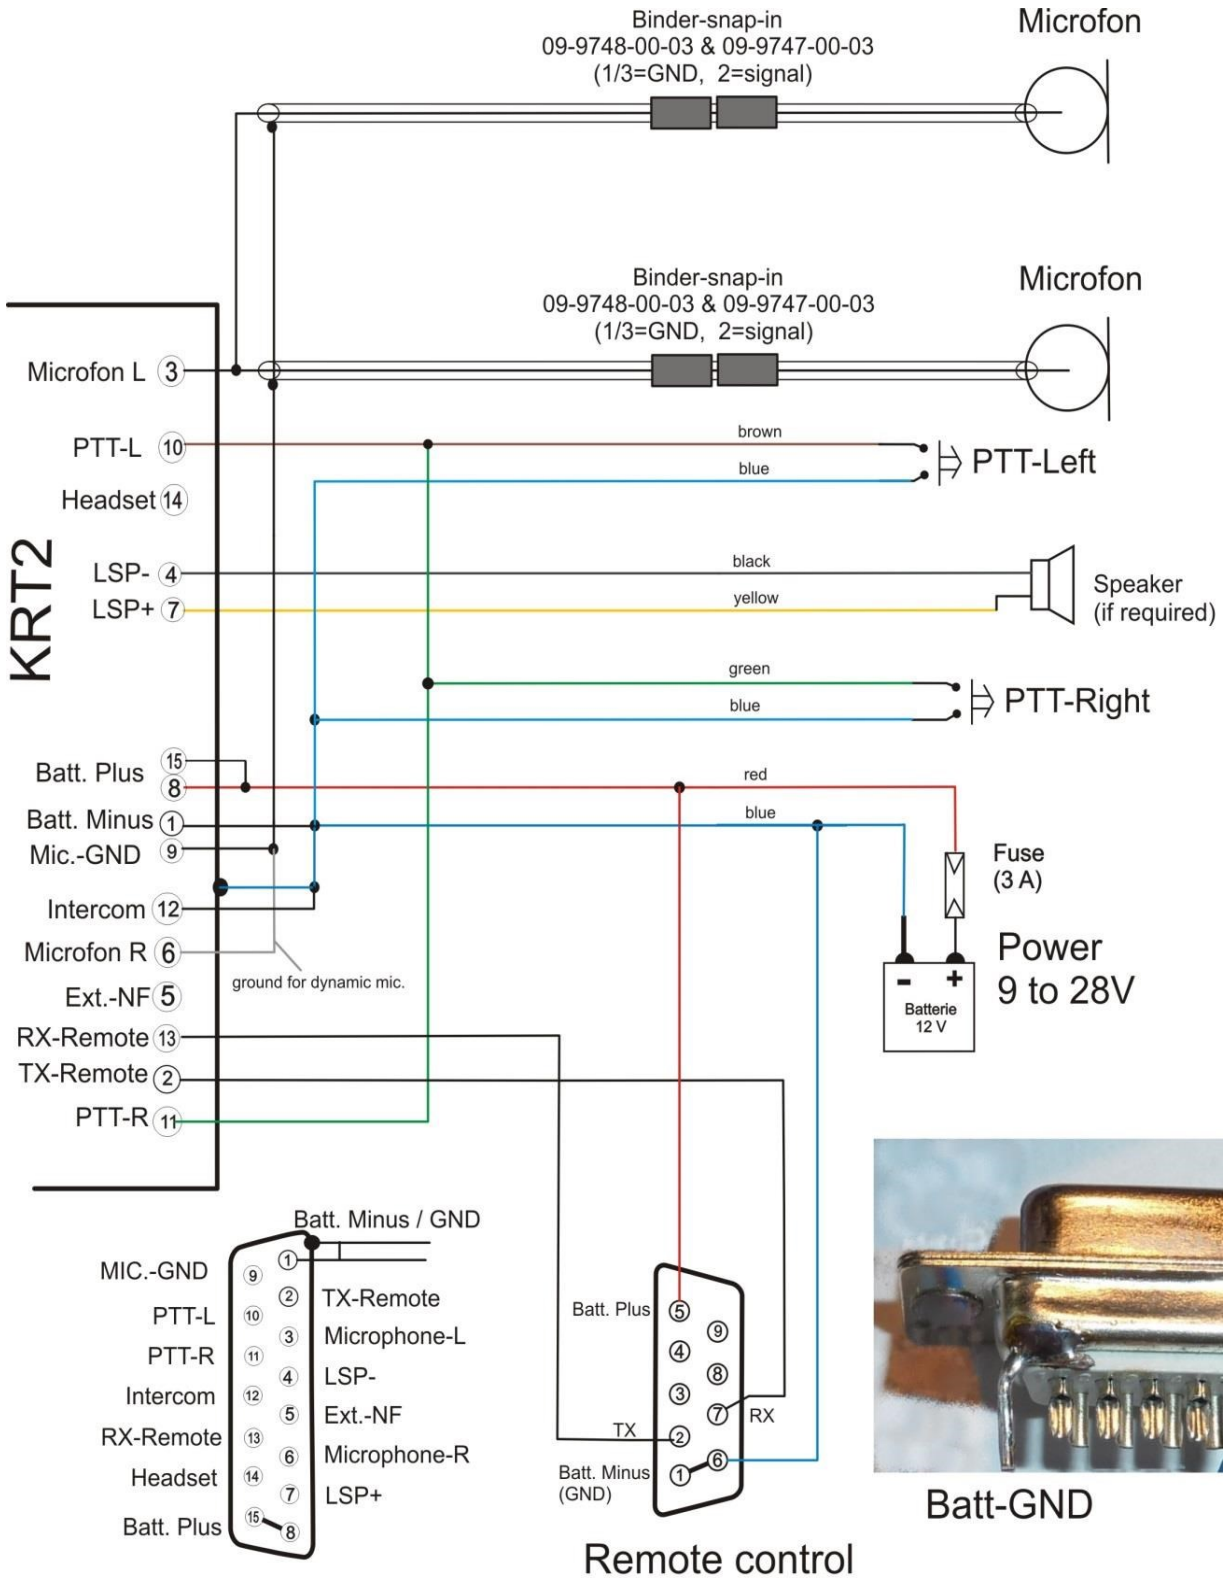 Binder-snap-in
09-9748-00-03 & 09-9747-00-03
(1/3=GND, 2=signal)
Microfon
Binder-snap-in
09-9748-00-03 & 09-9747-00-03
(1/3=GND, 2=signal)
Microfon
KRT2
Microfon L 3
PTT-L 10
brown
blue
PTT-Left
Headset 14
LSP- 4
black
LSP+ 7
yellow
Speaker
(if required)
green
blue
PTT-Right
15
Batt. Plus
8
red
Batt. Minus 1
blue
Mic.-GND 9
Fuse
(3 A)
Intercom 12
Microfon R 6
ground for dynamic mic.
Power
9 to 28V
- +
Batterie
12 V
Ext.-NF 5
RX-Remote 13
TX-Remote 2
PTT-R 11
Batt. Minus / GND
MIC.-GND 9
1
2 TX-Remote
PTT-L 10
3 Microphone-L
PTT-R 11
4 LSP-
Intercom 12
5 Ext.-NF
RX-Remote 13
6 Microphone-R
Headset 14
7 LSP+
Batt. Plus 15
8
Batt. Plus 5
9
4
8
3
7 RX
TX 2
6
Batt. Minus 1
(GND)
Remote control
Batt-GND